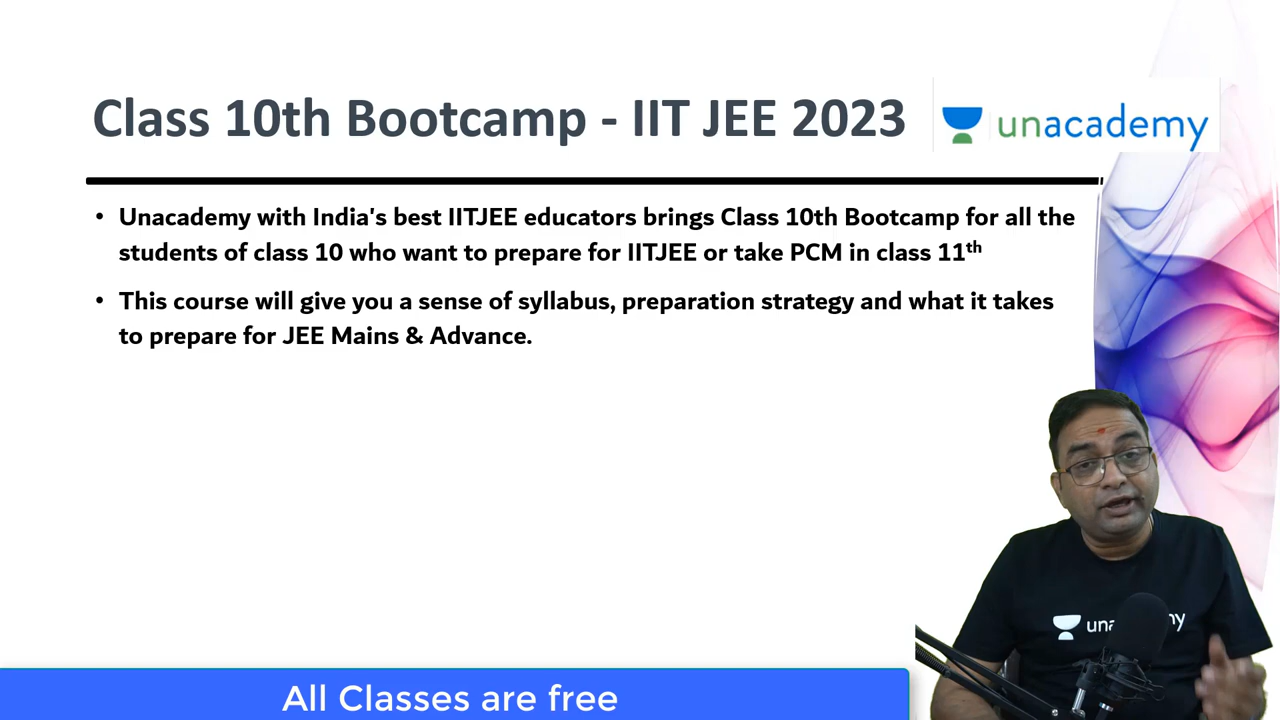 Class 10th Bootcamp - IIT JEE 2023
unacademy
• Unacademy with India's best IITJEE educators brings Class 10th Bootcamp for all the
students of class 10 who want to prepare for IITJEE or take PCM in class 11th
• This course will give you a sense of syllabus, preparation strategy and what it takes
to prepare for JEE Mains & Advance.
All Classes are free